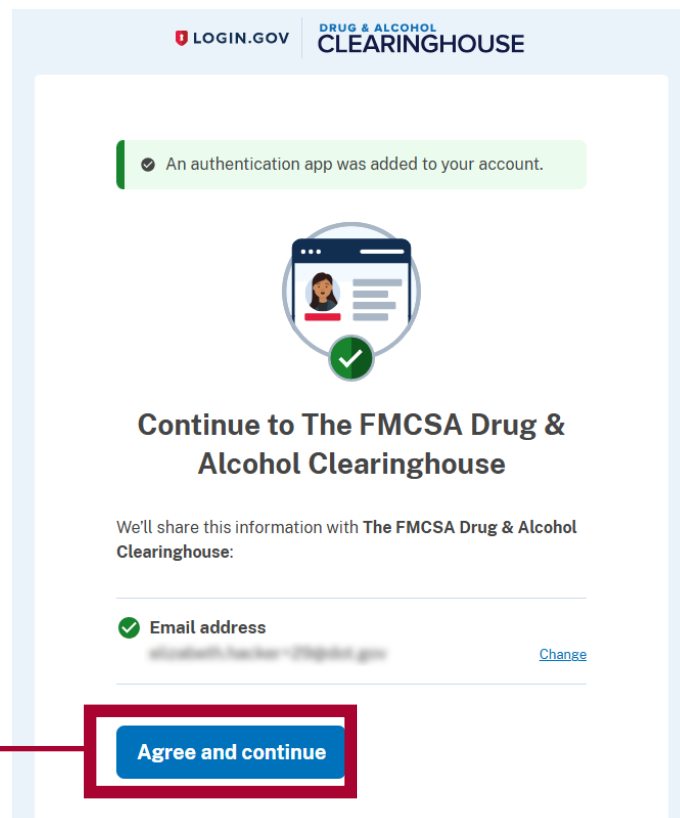 LOGIN.GOV
DRUG & ALCOHOL
CLEARINGHOUSE
An authentication app was added to your account.
Continue to The FMCSA Drug &
Alcohol Clearinghouse
We’ll share this information with The FMCSA Drug & Alcohol
Clearinghouse:
Email address
Change
Agree and continue